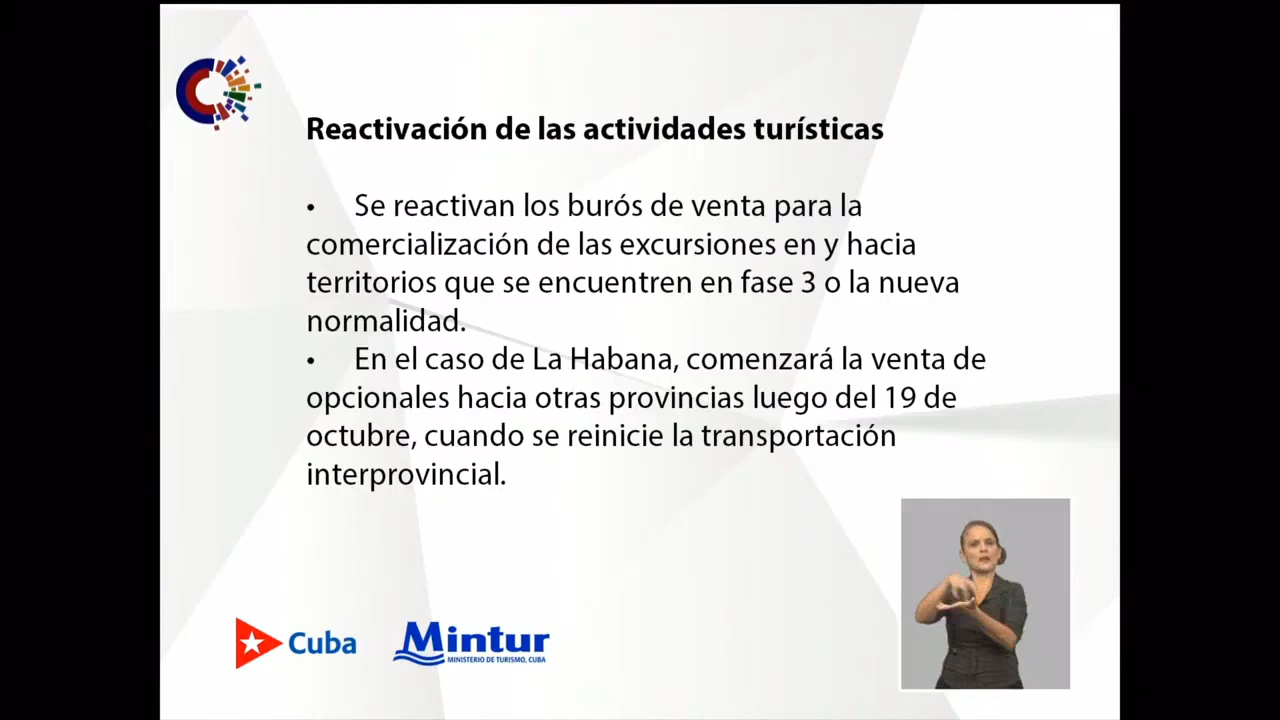 Reactivación de las actividades turísticas
• Se reactivan los burós de venta para la
comercialización de las excursiones en y hacia
territorios que se encuentren en fase 3 o la nueva
normalidad.
• En el caso de La Habana, comenzará la venta de
opcionales hacia otras provincias luego del 19 de
octubre, cuando se reinicie la transportación
interprovincial.
Cuba
Mintur
MINISTERIO DE TURISMO, CUBA